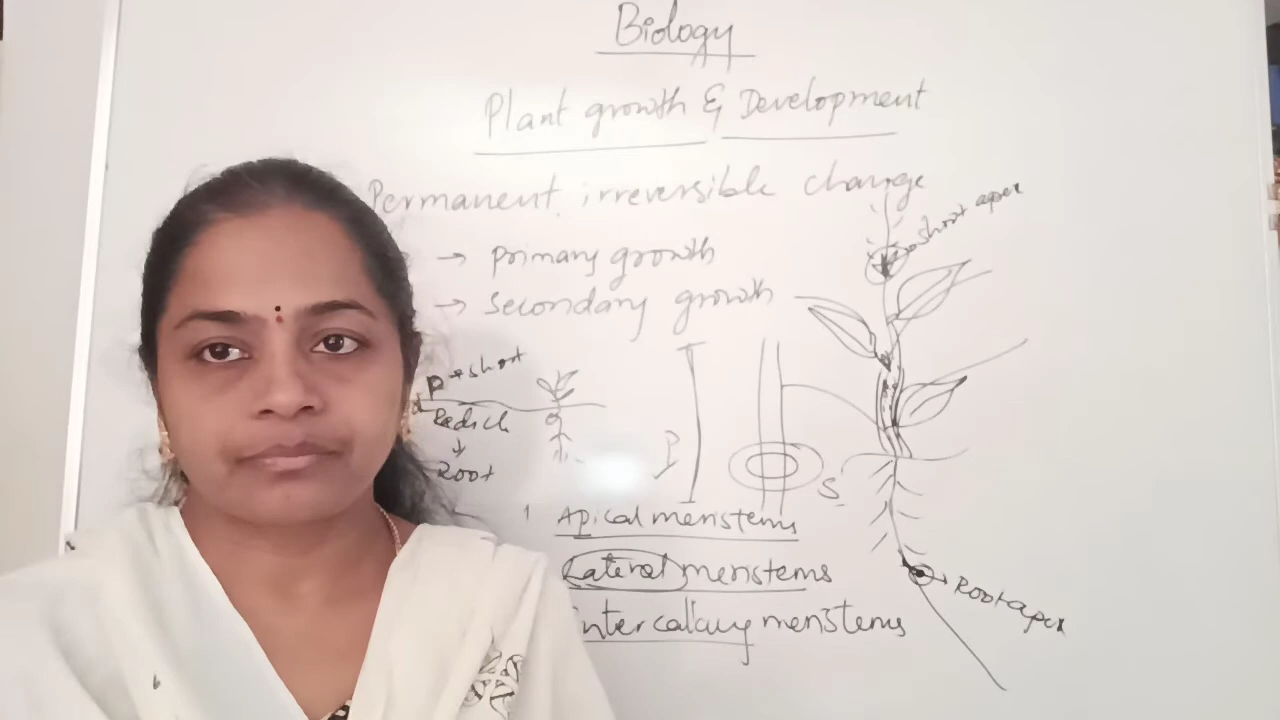 Biology
Plant growth & Development
Permanent irreversible change
→ Primary growth
→ Secondary growth
shoot apex
P → shoot
Radicle
↓
Root
P
S
Apical meristems
Lateral meristems
intercalary meristems
Root apex